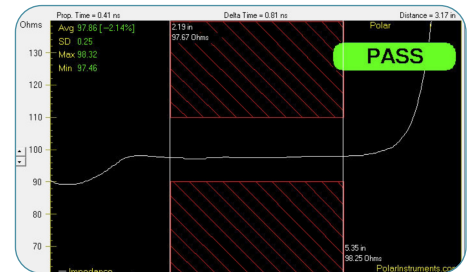 Prop. Time = 0.41 ns Delta Time = 0.81 ns Distance = 3.17 in
Ohms
Avg 97.86 [-2.14%]
SD 0.25
Max 98.32
Min 97.46
2.19 in
97.67 Ohms
Polar
PASS
130
120
110
100
90
80
70
5.35 in
98.25 Ohms
Impedance
PolarInstruments.com